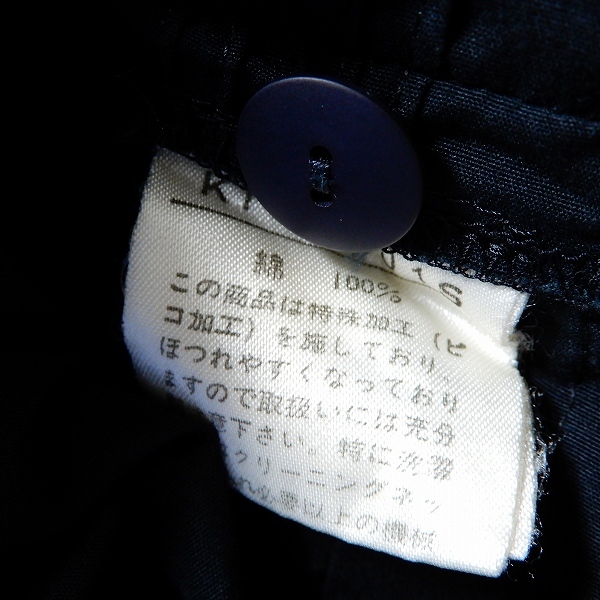 綿 100%
この商品は特殊加工（ピ
コ加工）を施しており、
ほつれやすくなっており
ますので取扱いには充分
意下さい。特に洗濯
クリーニングネッ
れ必要以上の機械